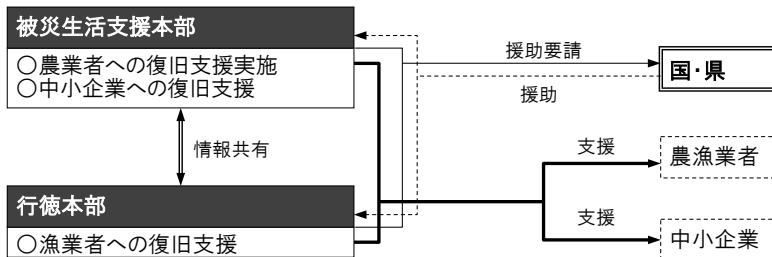 被災生活支援本部
○農業者への復旧支援実施
○中小企業への復旧支援
援助要請
国・県
援助
情報共有
支援
農漁業者
行徳本部
○漁業者への復旧支援
支援
中小企業